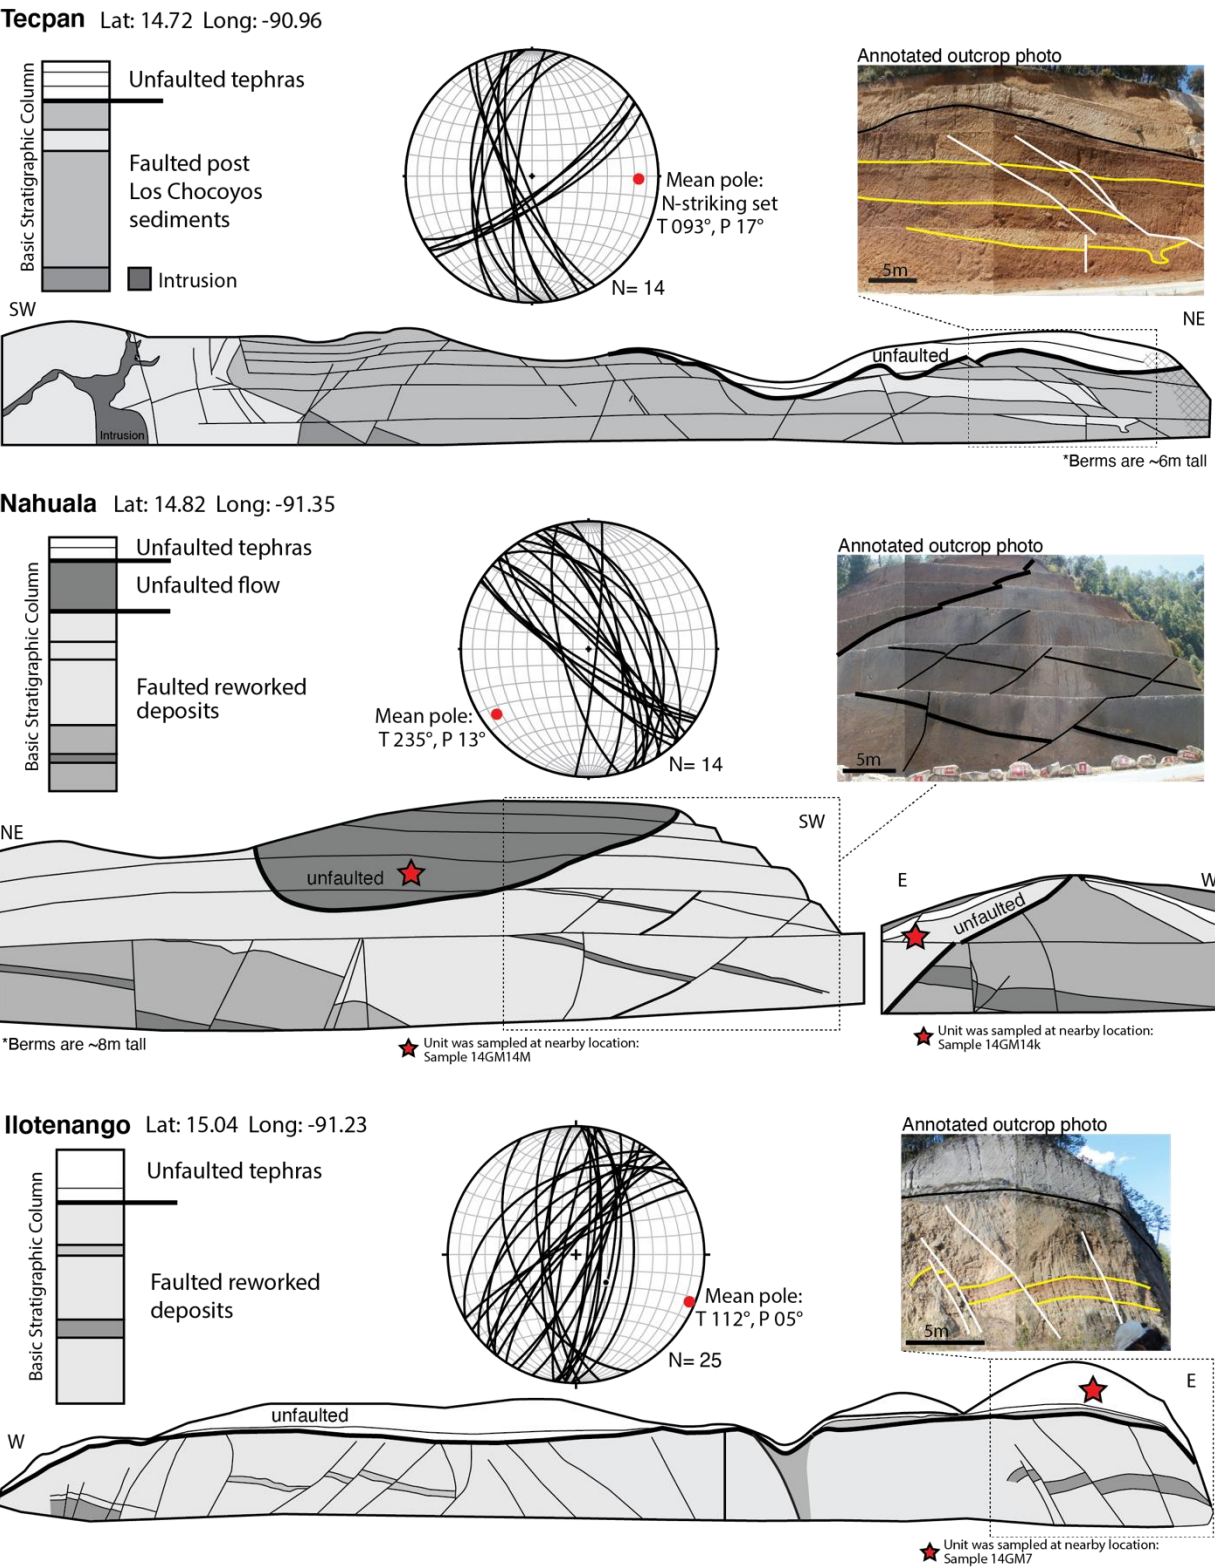 Tecpan Lat: 14.72 Long: -90.96
Basic Stratigraphic Column
Unfaulted tephras
Faulted post
Los Chocoyos
sediments
Intrusion
Mean pole:
N-striking set
T 093°, P 17°
N= 14
Annotated outcrop photo
5m
SW
NE
unfaulted
Intrusion
*Berms are ~6m tall
Nahuala Lat: 14.82 Long: -91.35
Basic Stratigraphic Column
Unfaulted tephras
Unfaulted flow
Faulted reworked
deposits
Mean pole:
T 235°, P 13°
N= 14
Annotated outcrop photo
5m
NE
SW
unfaulted
E
W
unfaulted
*Berms are ~8m tall
Unit was sampled at nearby location:
Sample 14GM14M
Unit was sampled at nearby location:
Sample 14GM14k
Ilotenango Lat: 15.04 Long: -91.23
Basic Stratigraphic Column
Unfaulted tephras
Faulted reworked
deposits
Mean pole:
T 112°, P 05°
N= 25
Annotated outcrop photo
5m
W
E
unfaulted
Unit was sampled at nearby location:
Sample 14GM7